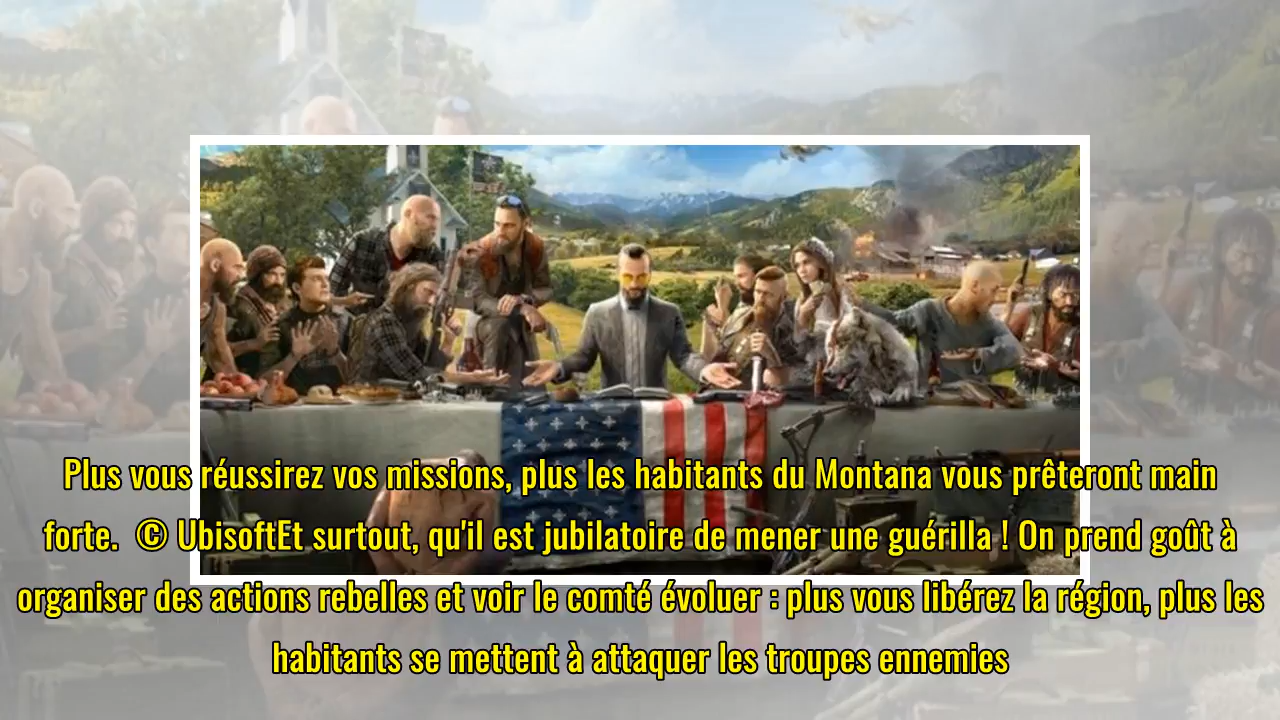 Plus vous réussirez vos missions, plus les habitants du Montana vous prêteront main
forte.  © UbisoftEt surtout, qu'il est jubilatoire de mener une guérilla ! On prend goût à
organiser des actions rebelles et voir le comté évoluer : plus vous libérez la région, plus les
habitants se mettent à attaquer les troupes ennemies